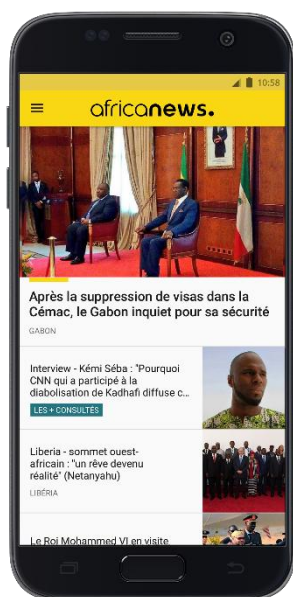 10:58
africanews.
Après la suppression de visas dans la
Cémac, le Gabon inquiet pour sa sécurité
GABON
Interview - Kémi Séba : "Pourquoi
CNN qui a participé à la
diabolisation de Kadhafi diffuse c...
LES + CONSULTÉS
Liberia - sommet ouest-
africain : "un rêve devenu
réalité" (Netanyahu)
LIBÉRIA
Le Roi Mohammed VI en visite